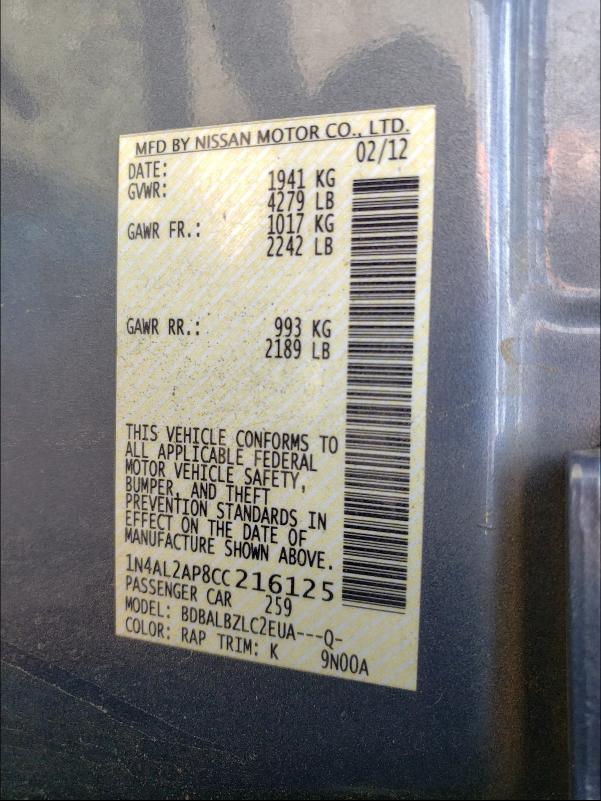 MFD BY NISSAN MOTOR CO., LTD.
DATE: 02/12
GVWR: 1941 KG
4279 LB
GAWR FR.: 1017 KG
2242 LB
GAWR RR.: 993 KG
2189 LB
THIS VEHICLE CONFORMS TO
ALL APPLICABLE FEDERAL
MOTOR VEHICLE SAFETY,
BUMPER, AND THEFT
PREVENTION STANDARDS IN
EFFECT ON THE DATE OF
MANUFACTURE SHOWN ABOVE.
1N4AL2AP8CC216125
PASSENGER CAR 259
MODEL: BDBALBZLC2EUA---Q-
COLOR: RAP TRIM: K 9N00A